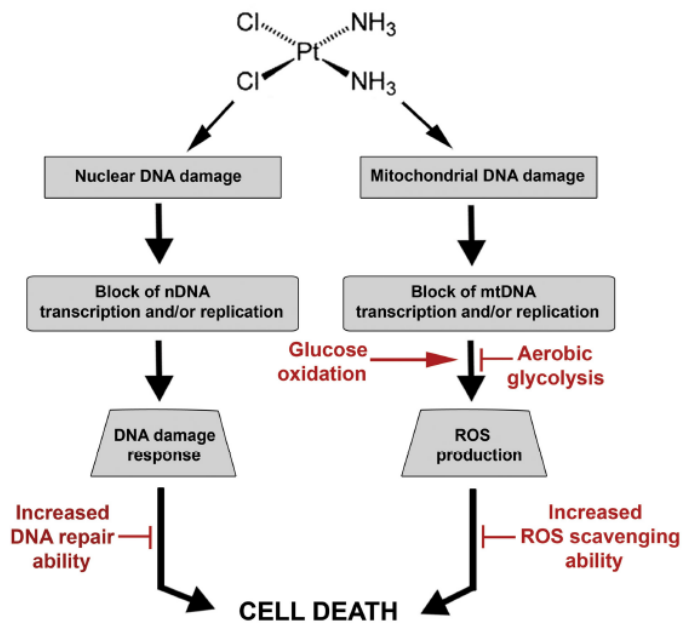 Cl NH3
Pt
Cl NH3
Nuclear DNA damage
Mitochondrial DNA damage
Block of nDNA
transcription and/or replication
Block of mtDNA
transcription and/or replication
Glucose
oxidation
Aerobic
glycolysis
DNA damage
response
ROS
production
Increased
DNA repair
ability
Increased
ROS scavenging
ability
CELL DEATH